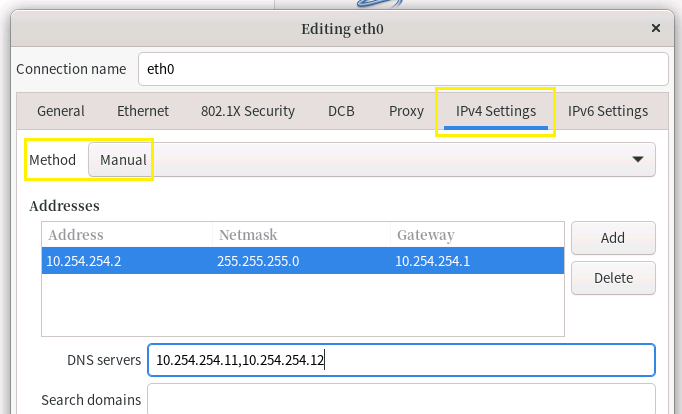 Editing eth0
Connection name eth0
General Ethernet 802.1X Security DCB Proxy IPv4 Settings IPv6 Settings
Method Manual
Addresses
Address Netmask Gateway
Add
10.254.254.2 255.255.255.0 10.254.254.1
Delete
DNS servers 10.254.254.11,10.254.254.12
Search domains